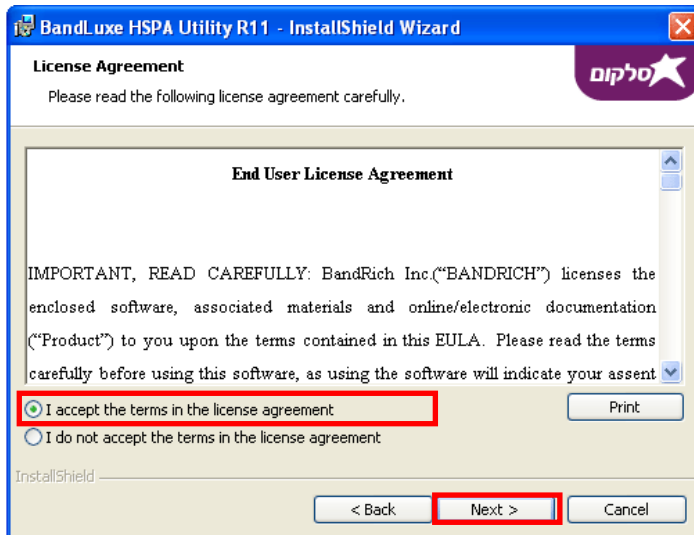 BandLuxe HSPA Utility R11 - InstallShield Wizard
License Agreement
סלקום
Please read the following license agreement carefully.
End User License Agreement
IMPORTANT, READ CAREFULLY: BandRich Inc.(“BANDRICH”) licenses the
enclosed software, associated materials and online/electronic documentation
(“Product”) to you upon the terms contained in this EULA. Please read the terms
carefully before using this software, as using the software will indicate your assent
I accept the terms in the license agreement
Print
I do not accept the terms in the license agreement
InstallShield
< Back
Next >
Cancel